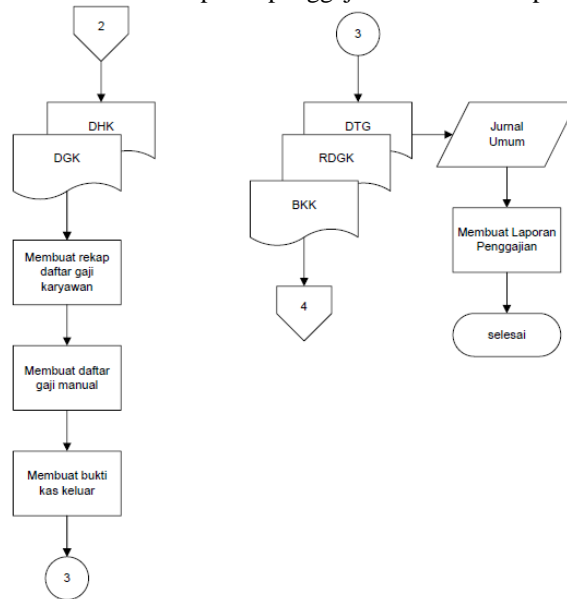 2
DHK
DGK
Membuat rekap
daftar gaji
karyawan
Membuat daftar
gaji manual
Membuat bukti
kas keluar
3
3
DTG
RDGK
BKK
4
Jurnal
Umum
Membuat Laporan
Penggajian
selesai